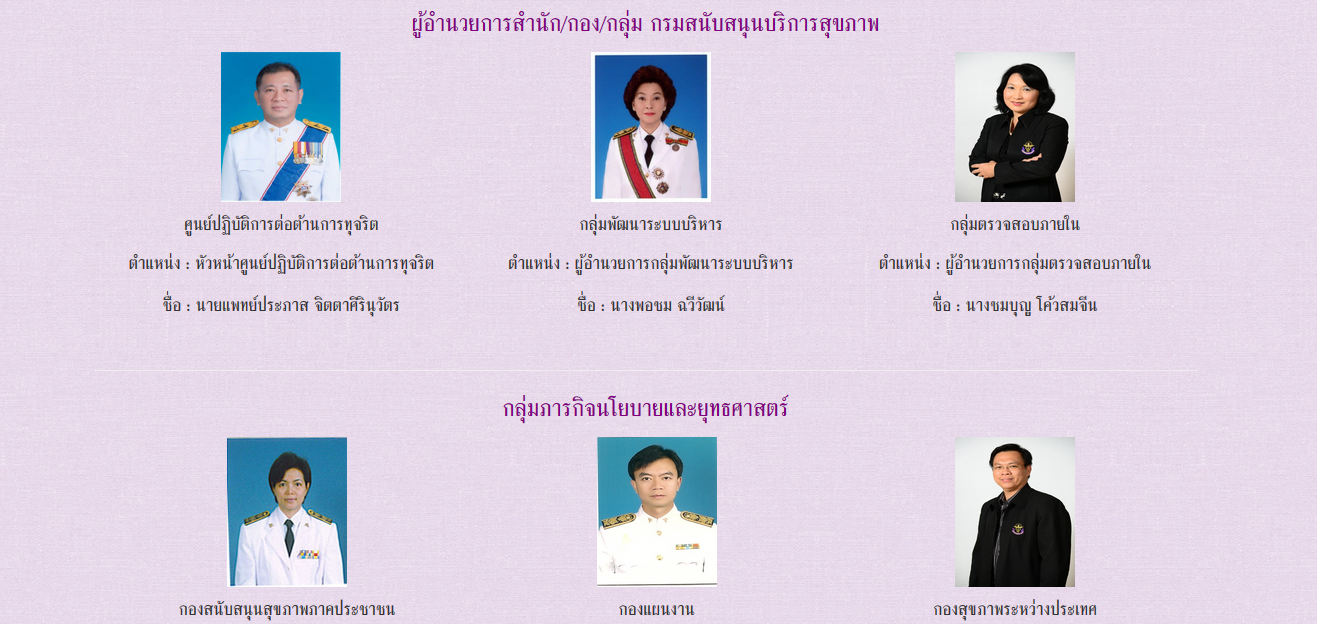 ผู้อำนวยการสำนัก/กอง/กลุ่ม กรมสนับสนุนบริการสุขภาพ
ศูนย์ปฏิบัติการต่อต้านการทุจริต
กลุ่มพัฒนาระบบบริหาร
กลุ่มตรวจสอบภายใน
ตำแหน่ง : หัวหน้าศูนย์ปฏิบัติการต่อต้านการทุจริต
ตำแหน่ง : ผู้อำนวยการกลุ่มพัฒนาระบบบริหาร
ตำแหน่ง : ผู้อำนวยการกลุ่มตรวจสอบภายใน
ชื่อ : นายแพทย์ประภาส จิตตาศิรินุวัตร
ชื่อ : นางพอชม ฉวีวัฒน์
ชื่อ : นางชมบุญ โค้วสมจีน
กลุ่มภารกิจนโยบายและยุทธศาสตร์
กองสนับสนุนสุขภาพภาคประชาชน
กองแผนงาน
กองสุขภาพระหว่างประเทศ